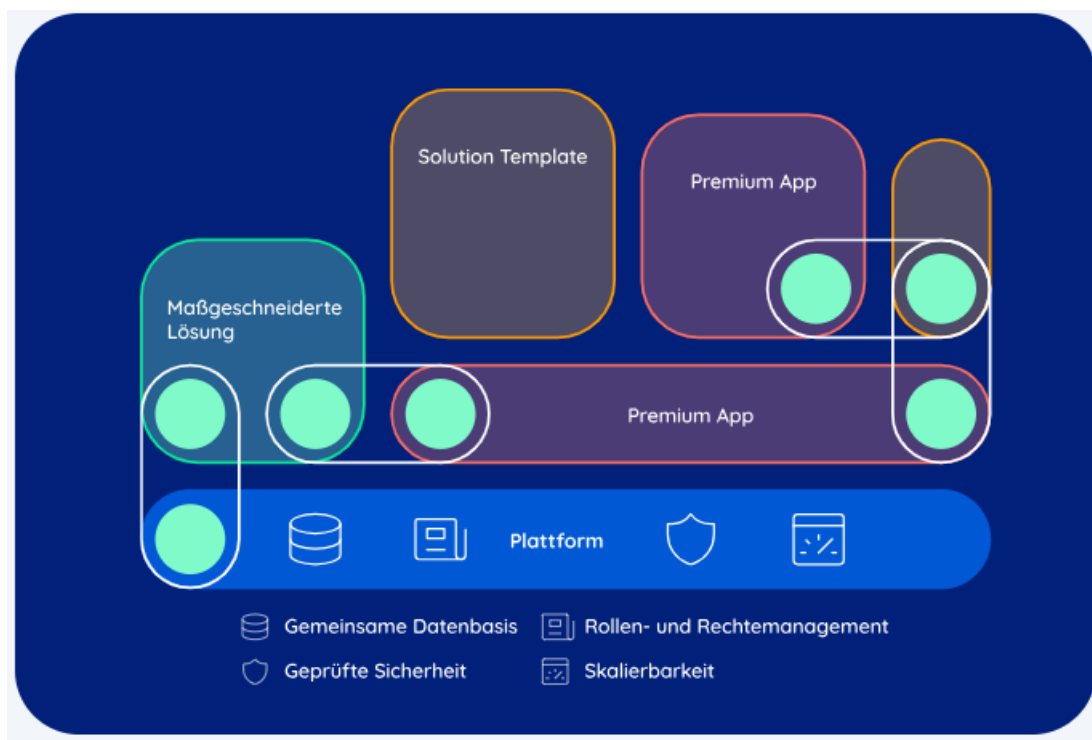 Solution Template
Premium App
Maßgeschneiderte
Lösung
Premium App
Plattform
Gemeinsame Datenbasis
Rollen- und Rechtemanagement
Geprüfte Sicherheit
Skalierbarkeit